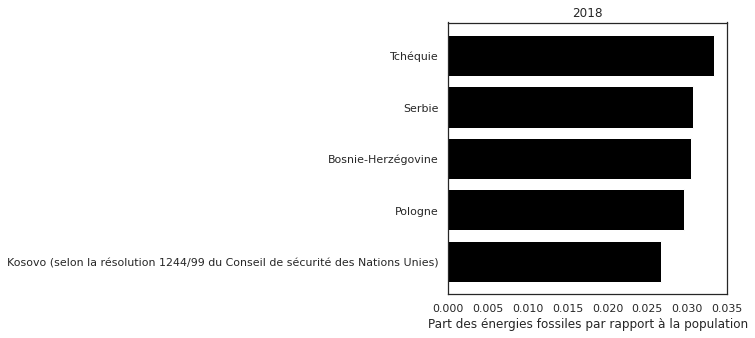 2018
Tchéquie
Serbie
Bosnie-Herzégovine
Pologne
Kosovo (selon la résolution 1244/99 du Conseil de sécurité des Nations Unies)
0.000 0.005 0.010 0.015 0.020 0.025 0.030 0.035
Part des énergies fossiles par rapport à la population